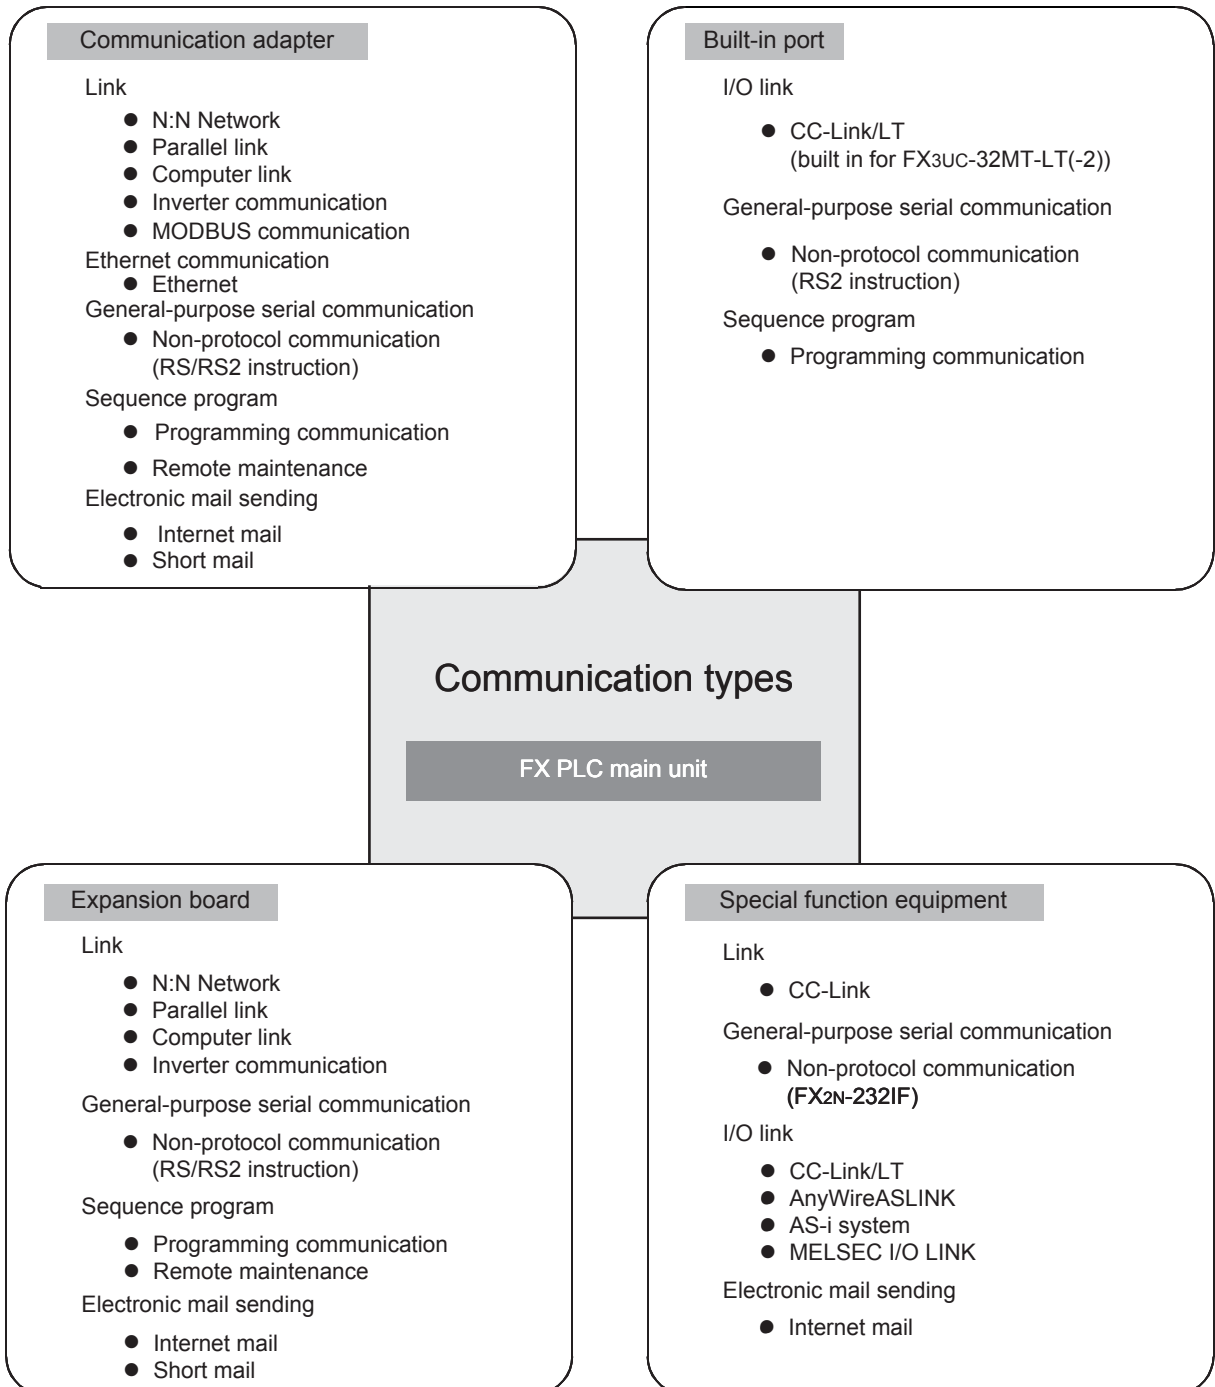 Communication adapter
Link
● N:N Network
● Parallel link
● Computer link
● Inverter communication
● MODBUS communication
Ethernet communication
● Ethernet
General-purpose serial communication
● Non-protocol communication
(RS/RS2 instruction)
Sequence program
● Programming communication
● Remote maintenance
Electronic mail sending
● Internet mail
● Short mail
Built-in port
I/O link
● CC-Link/LT
(built in for FX3UC-32MT-LT(-2))
General-purpose serial communication
● Non-protocol communication
(RS2 instruction)
Sequence program
● Programming communication
Communication types
FX PLC main unit
Expansion board
Link
● N:N Network
● Parallel link
● Computer link
● Inverter communication
General-purpose serial communication
● Non-protocol communication
(RS/RS2 instruction)
Sequence program
● Programming communication
● Remote maintenance
Electronic mail sending
● Internet mail
● Short mail
Special function equipment
Link
● CC-Link
General-purpose serial communication
● Non-protocol communication
(FX2N-232IF)
I/O link
● CC-Link/LT
● AnyWireASLINK
● AS-i system
● MELSEC I/O LINK
Electronic mail sending
● Internet mail